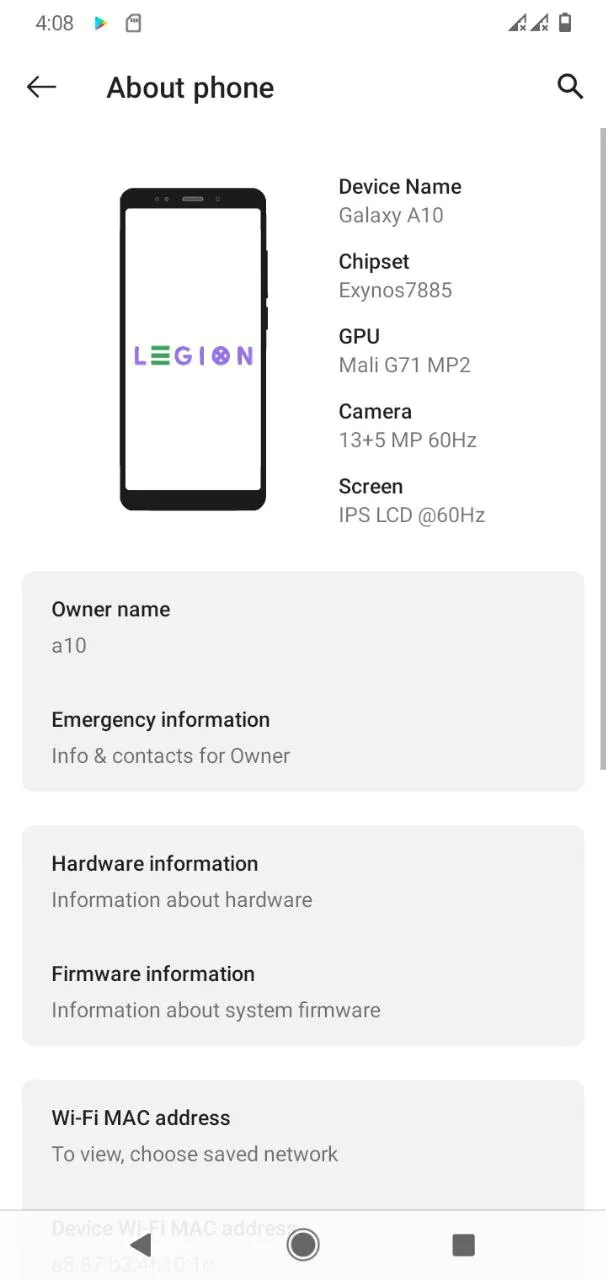 4:08
About phone
LEGION
Device Name
Galaxy A10
Chipset
Exynos7885
GPU
Mali G71 MP2
Camera
13+5 MP 60Hz
Screen
IPS LCD @60Hz
Owner name
a10
Emergency information
Info & contacts for Owner
Hardware information
Information about hardware
Firmware information
Information about system firmware
Wi-Fi MAC address
To view, choose saved network
Device Wi-Fi MAC address